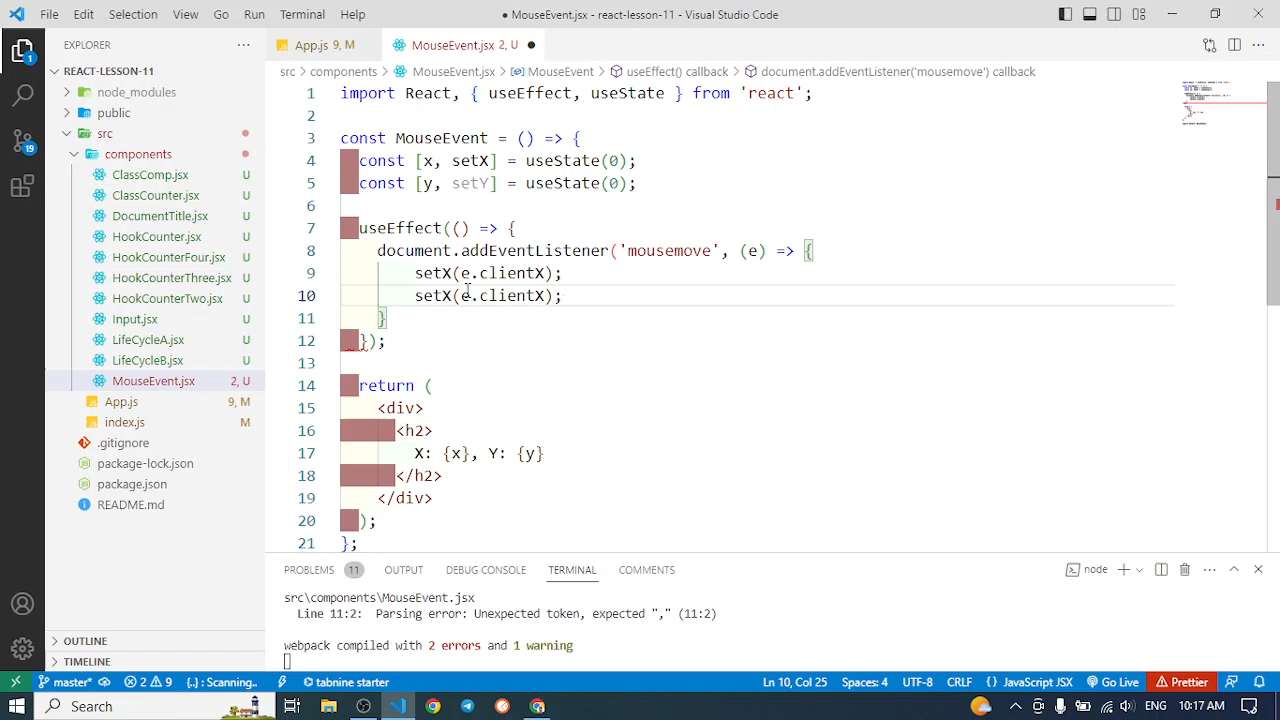 File Edit Selection View Go Run Terminal Help
● MouseEvent.jsx - react-lesson-11 - Visual Studio Code
EXPLORER
App.js 9, M
MouseEvent.jsx 2, U
src > components > MouseEvent.jsx > MouseEvent > useEffect() callback > document.addEventListener('mousemove') callback
1
REACT-LESSON-11
node_modules
public
src
components
ClassComp.jsx U
ClassCounter.jsx U
DocumentTitle.jsx U
HookCounter.jsx U
HookCounterFour.jsx U
HookCounterThree.jsx U
HookCounterTwo.jsx U
Input.jsx U
LifeCycleA.jsx U
LifeCycleB.jsx U
MouseEvent.jsx 2, U
App.js 9, M
index.js M
.gitignore
package-lock.json
package.json
README.md
19
OUTLINE
TIMELINE
1 import React, { useEffect, useState } from 'react';
2
3 const MouseEvent = () => {
4 const [x, setX] = useState(0);
5 const [y, setY] = useState(0);
6
7 useEffect(() => {
8 document.addEventListener('mousemove', (e) => {
9 setX(e.clientX);
10 setX(e.clientX);
11 }
12 });
13
14 return (
15 <div>
16 <h2>
17 X: {x}, Y: {y}
18 </h2>
19 </div>
20 );
21 };
PROBLEMS 11 OUTPUT DEBUG CONSOLE TERMINAL COMMENTS
node
src\components\MouseEvent.jsx
Line 11:2: Parsing error: Unexpected token, expected "," (11:2)
webpack compiled with 2 errors and 1 warning
master* 2 9 {..} : Scanning.. tabnine starter
Ln 10, Col 25 Spaces: 4 UTF-8 CRLF {} JavaScript JSX Go Live Prettier
Search
10:17 AM